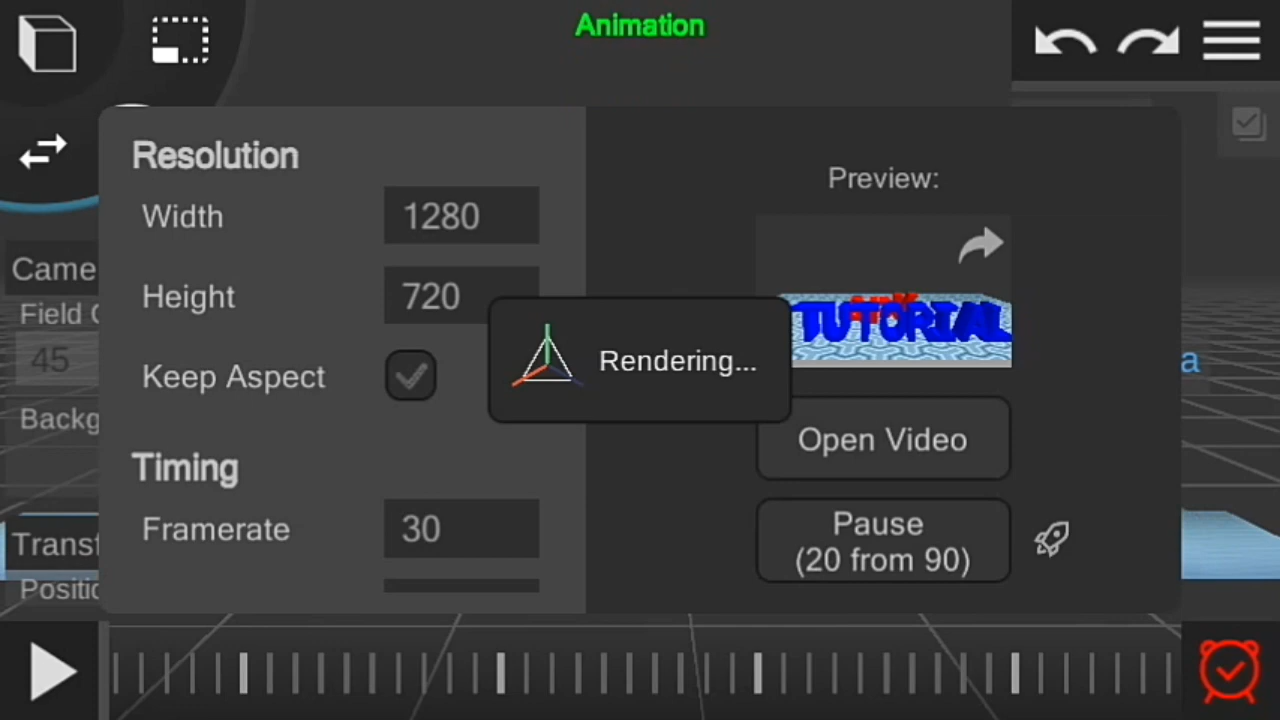 Animation
Resolution
Width
1280
Height
720
Keep Aspect
Timing
Framerate
30
Preview:
TUTORIAL
Rendering...
Open Video
Pause
(20 from 90)
Came
Field O
45
Backg
Transf
Positio
a